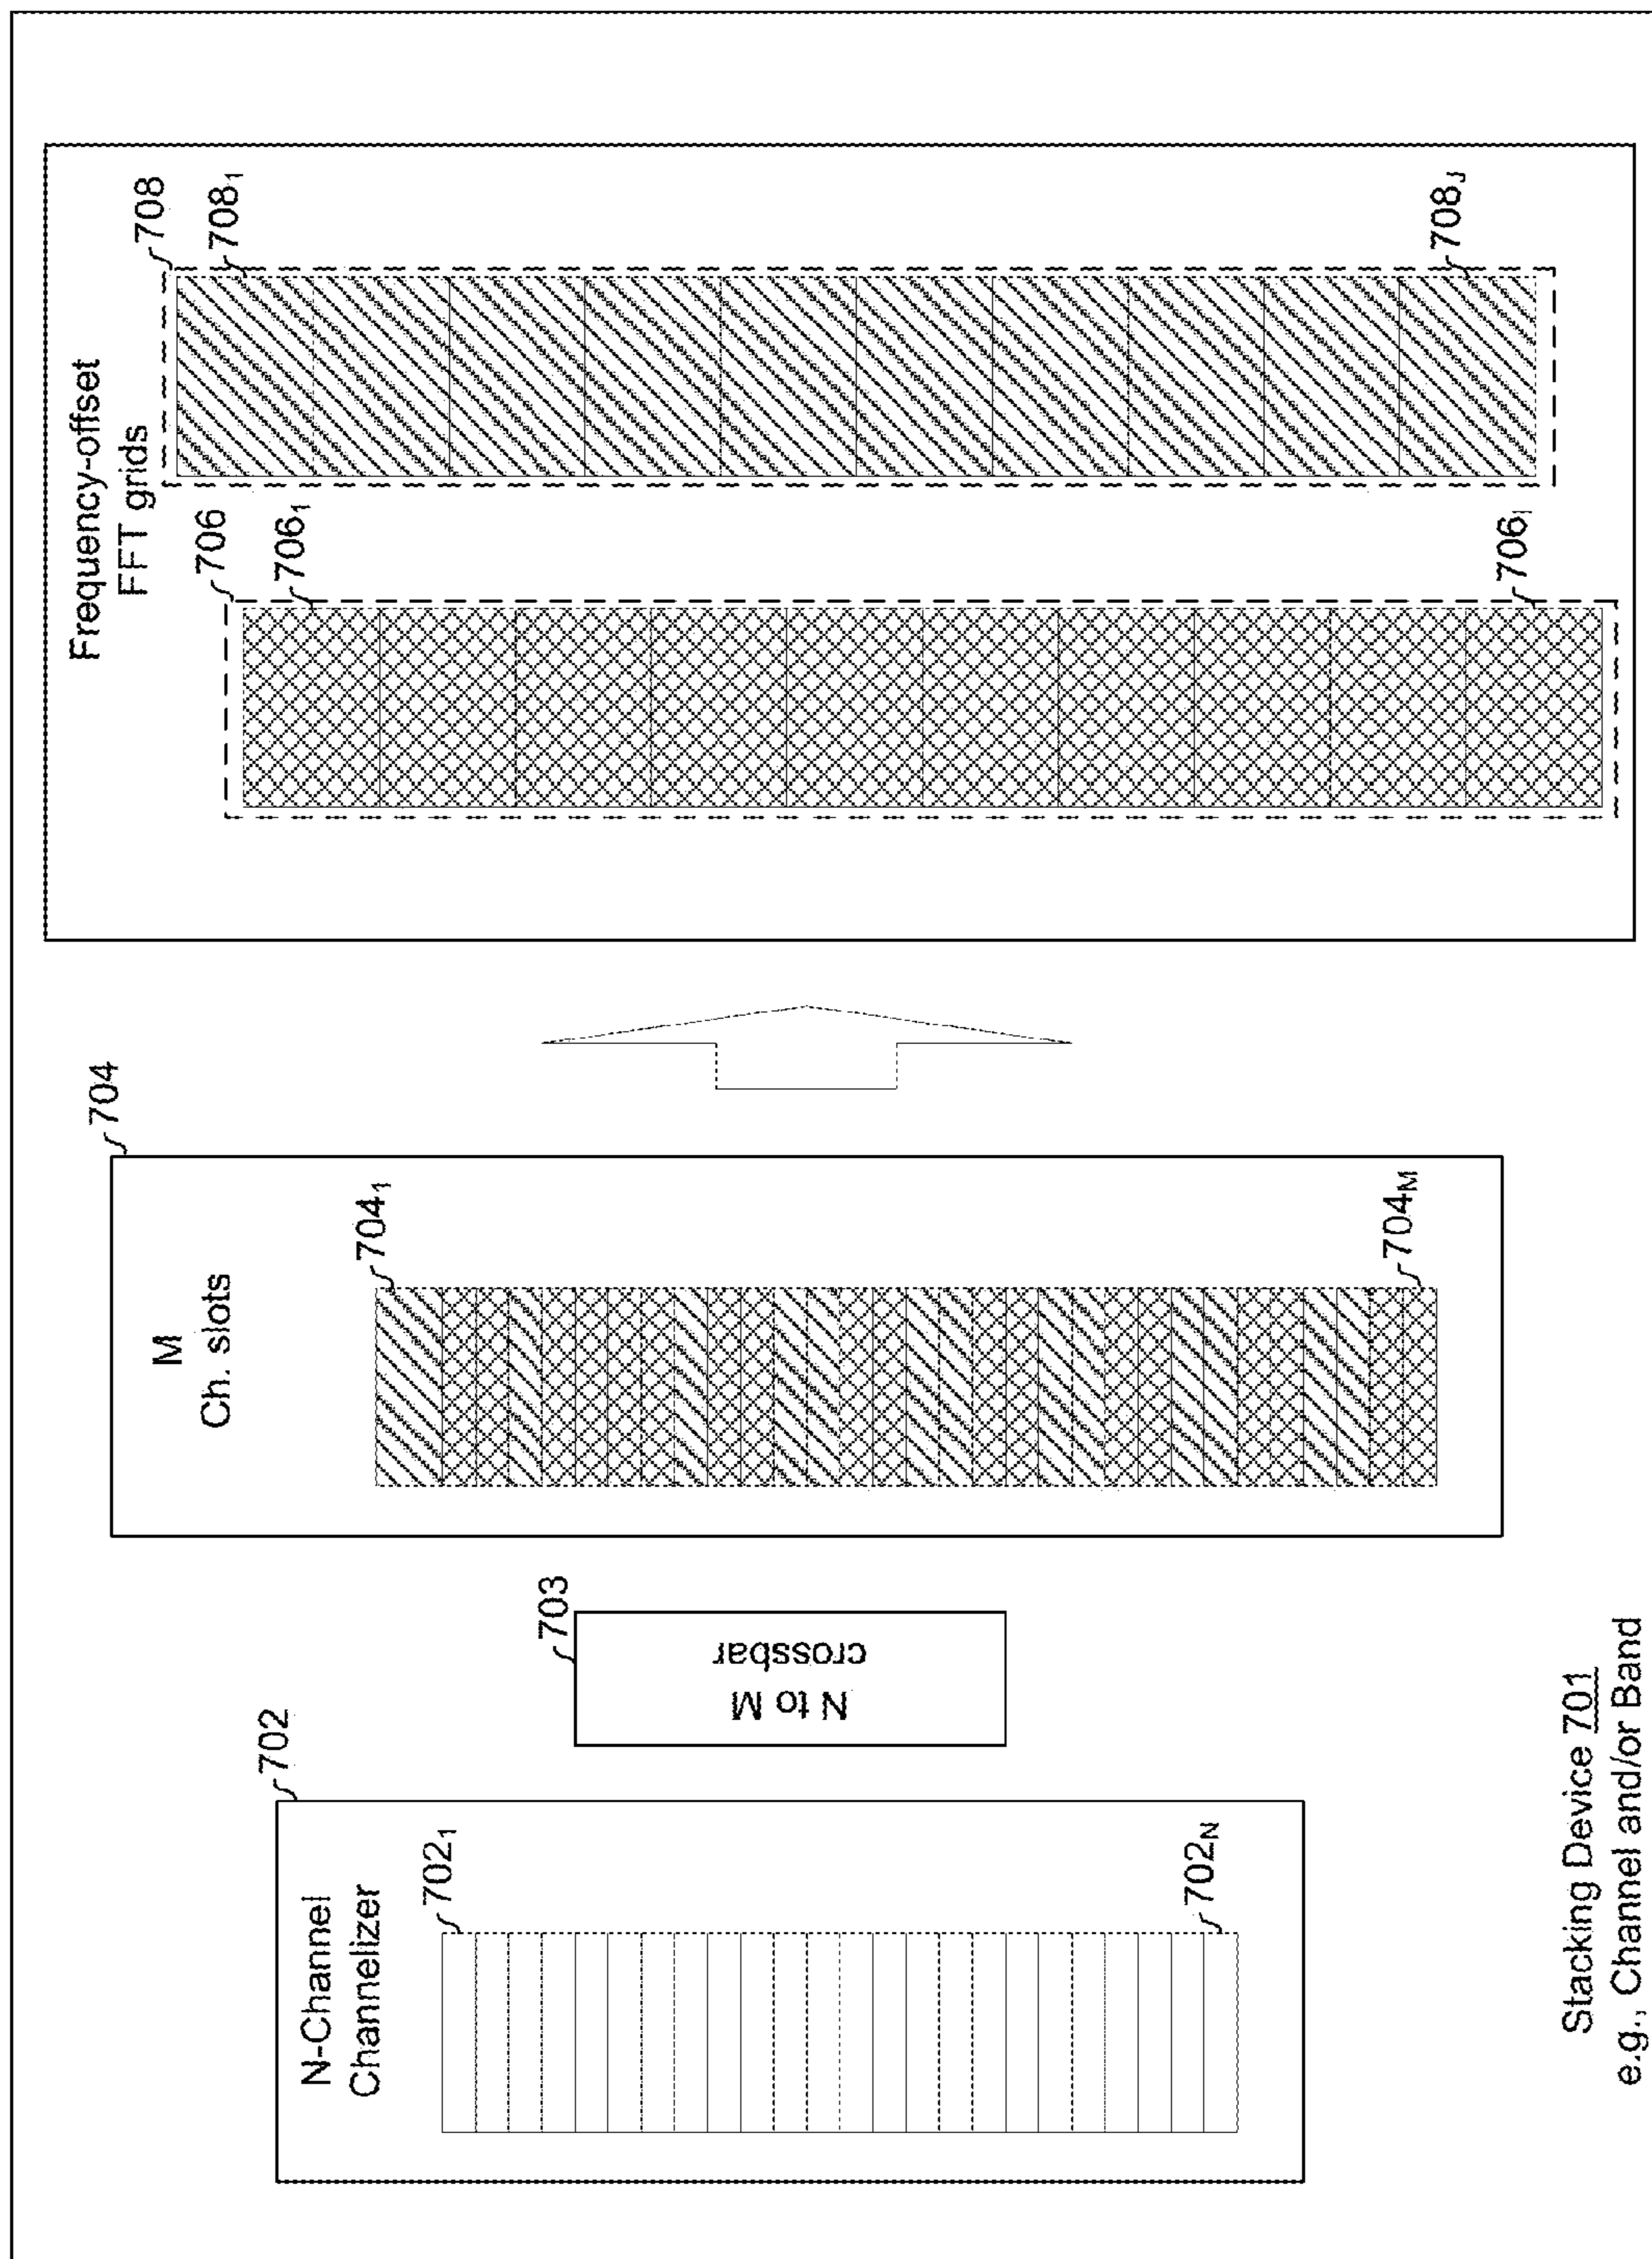 N-Channel
Channelizer
702
702₁
702N
N to M
crossbar
703
M
Ch. slots
704
704₁
704M
Frequency-offset
FFT grids
706
706₁
706I
708
708₁
708J
Stacking Device 701
e.g., Channel and/or Band